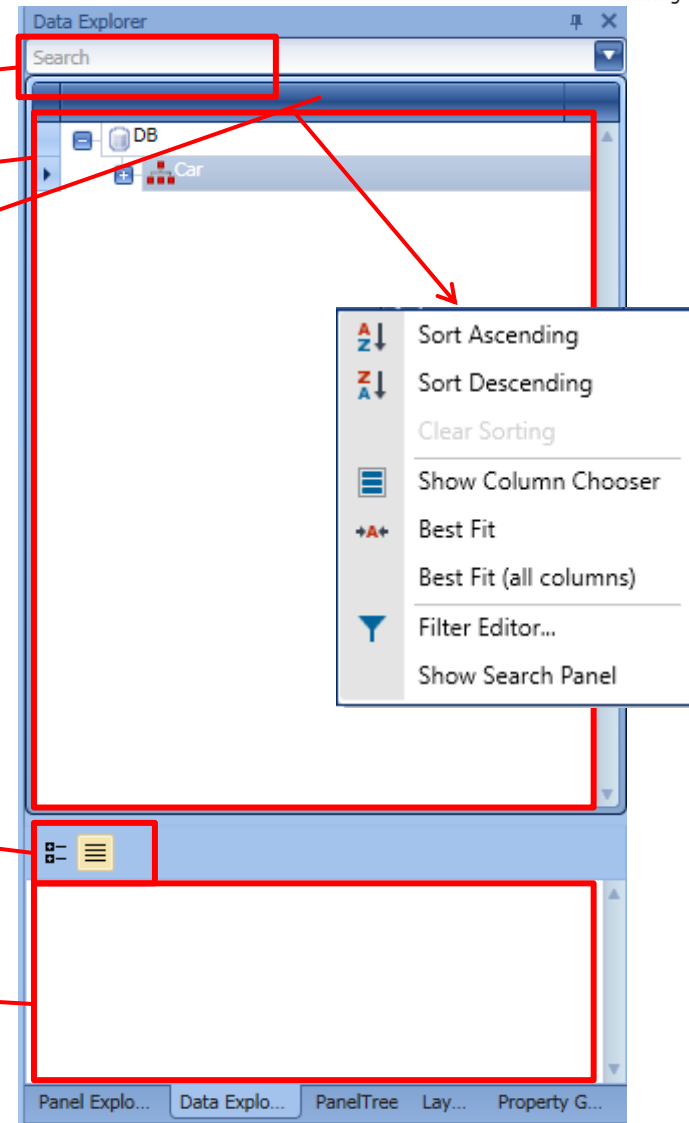 Data Explorer
Search
DB
Car
Sort Ascending
Sort Descending
Clear Sorting
Show Column Chooser
Best Fit
Best Fit (all columns)
Filter Editor...
Show Search Panel
Panel Explo... Data Explo... PanelTree Lay... Property G...